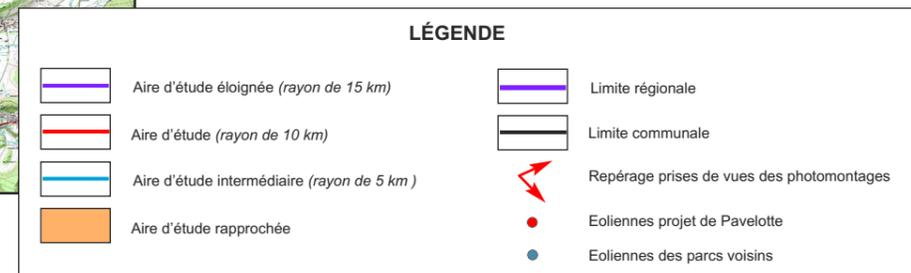 LÉGENDE
Aire d’étude éloignée (rayon de 15 km)
Aire d’étude (rayon de 10 km)
Aire d’étude intermédiaire (rayon de 5 km )
Aire d’étude rapprochée
Limite régionale
Limite communale
Repérage prises de vues des photomontages
Eoliennes projet de Pavelotte
Eoliennes des parcs voisins